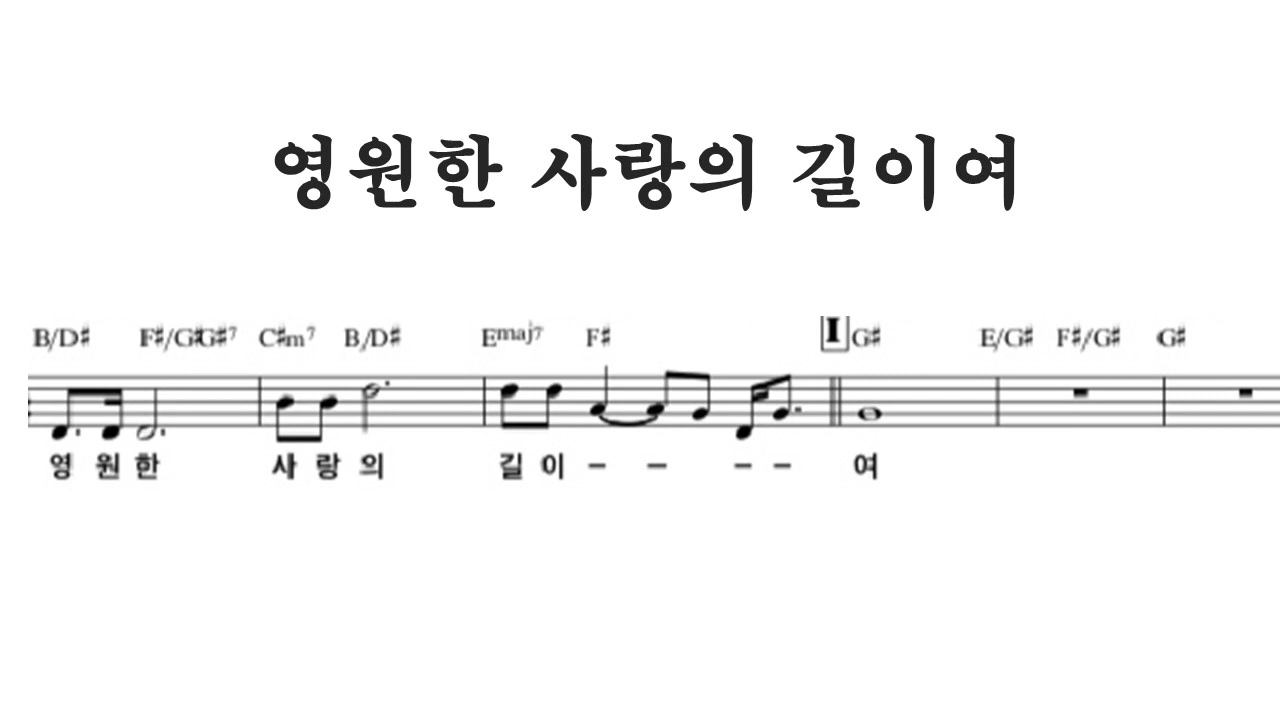 영원한 사랑의 길이여
B/D♯ F♯/G♯G♯7 C♯m7 B/D♯ Emaj7 F♯ I G♯ E/G♯ F♯/G♯ G♯
영 원 한 사 랑 의 길 이 – – – – 여